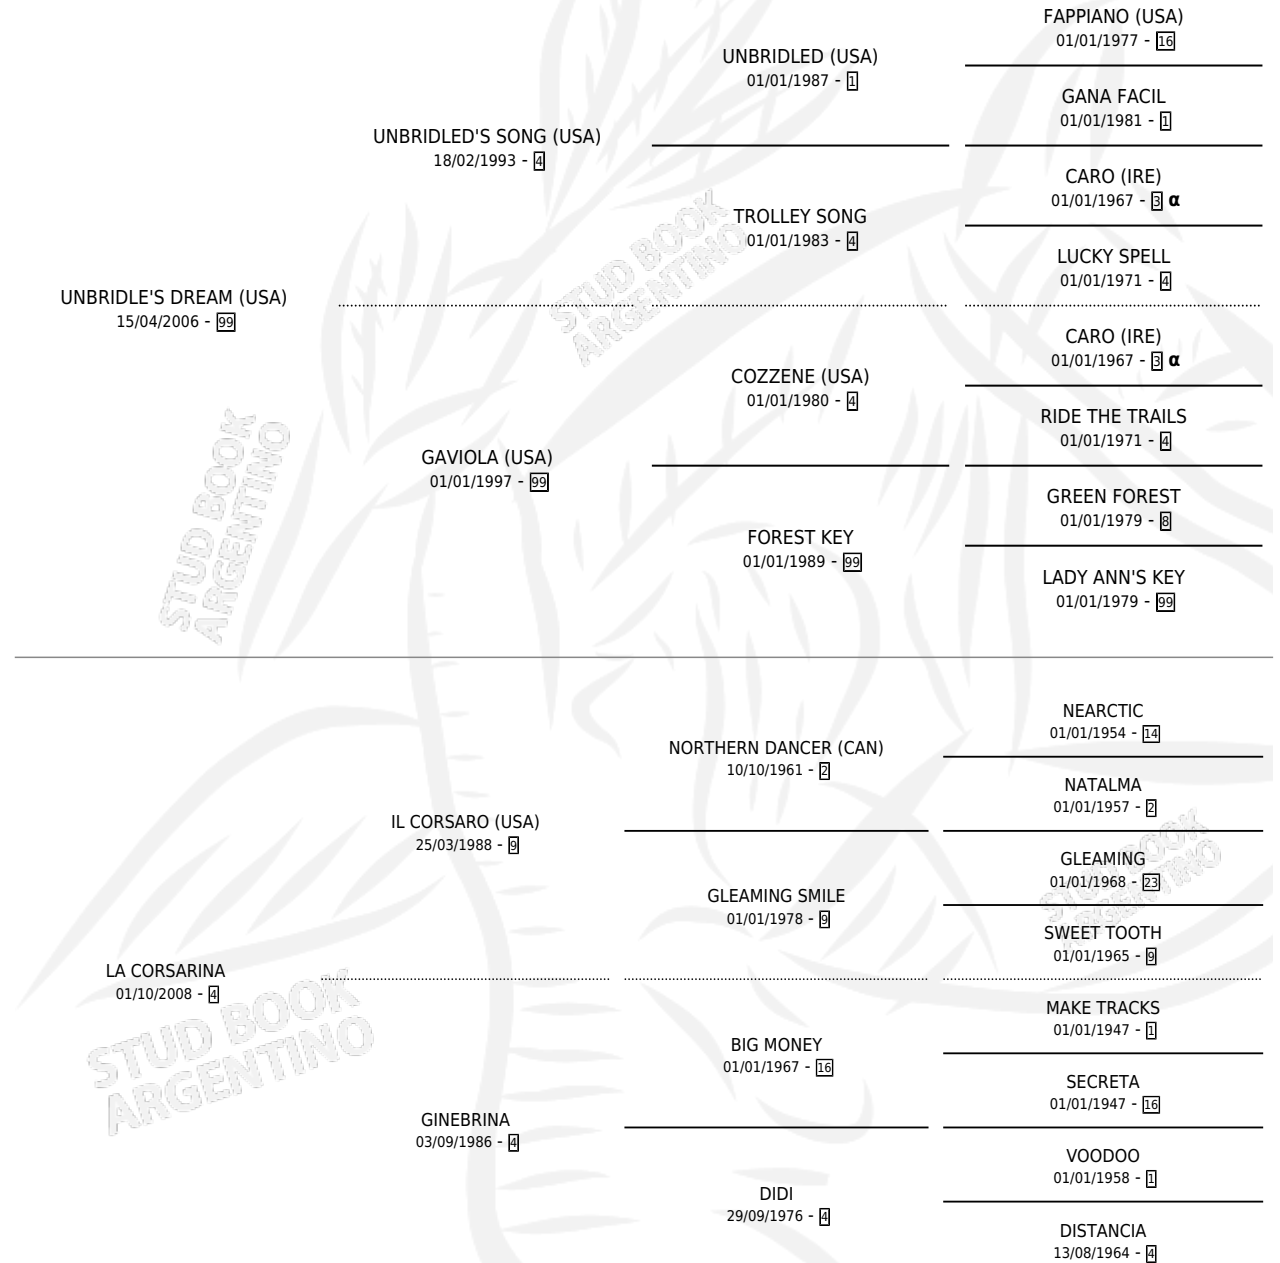 FAPPIANO (USA)
01/01/1977 - 16
UNBRIDLED (USA)
01/01/1987 - 1
GANA FACIL
01/01/1981 - 1
UNBRIDLED'S SONG (USA)
18/02/1993 - 4
CARO (IRE)
01/01/1967 - 3 α
TROLLEY SONG
01/01/1983 - 4
LUCKY SPELL
01/01/1971 - 4
UNBRIDLE'S DREAM (USA)
15/04/2006 - 99
CARO (IRE)
01/01/1967 - 3 α
COZZENE (USA)
01/01/1980 - 4
RIDE THE TRAILS
01/01/1971 - 4
GAVIOLA (USA)
01/01/1997 - 99
GREEN FOREST
01/01/1979 - 8
FOREST KEY
01/01/1989 - 99
LADY ANN'S KEY
01/01/1979 - 99
NEARCTIC
01/01/1954 - 14
NORTHERN DANCER (CAN)
10/10/1961 - 2
NATALMA
01/01/1957 - 2
IL CORSARO (USA)
25/03/1988 - 9
GLEAMING
01/01/1968 - 23
GLEAMING SMILE
01/01/1978 - 9
SWEET TOOTH
01/01/1965 - 9
LA CORSARINA
01/10/2008 - 4
MAKE TRACKS
01/01/1947 - 1
BIG MONEY
01/01/1967 - 16
SECRETA
01/01/1947 - 16
GINEBRINA
03/09/1986 - 4
VOODOO
01/01/1958 - 1
DIDI
29/09/1976 - 4
DISTANCIA
13/08/1964 - 4
STUD BOOK
ARGENTINO
STUD BOOK
ARGENTINO
STUD BOOK
ARGENTINO
STUD BOOK
ARGENTINO